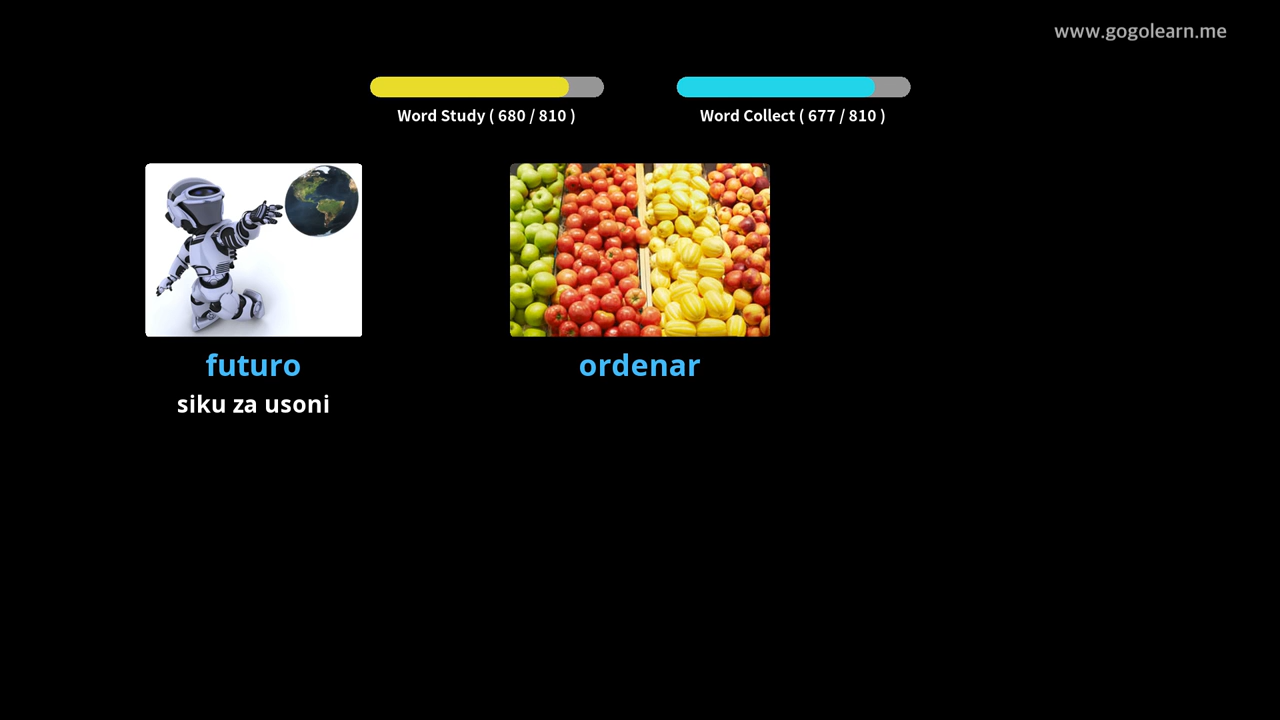 www.gogolearn.me
Word Study ( 680 / 810 )
Word Collect ( 677 / 810 )
futuro
siku za usoni
ordenar